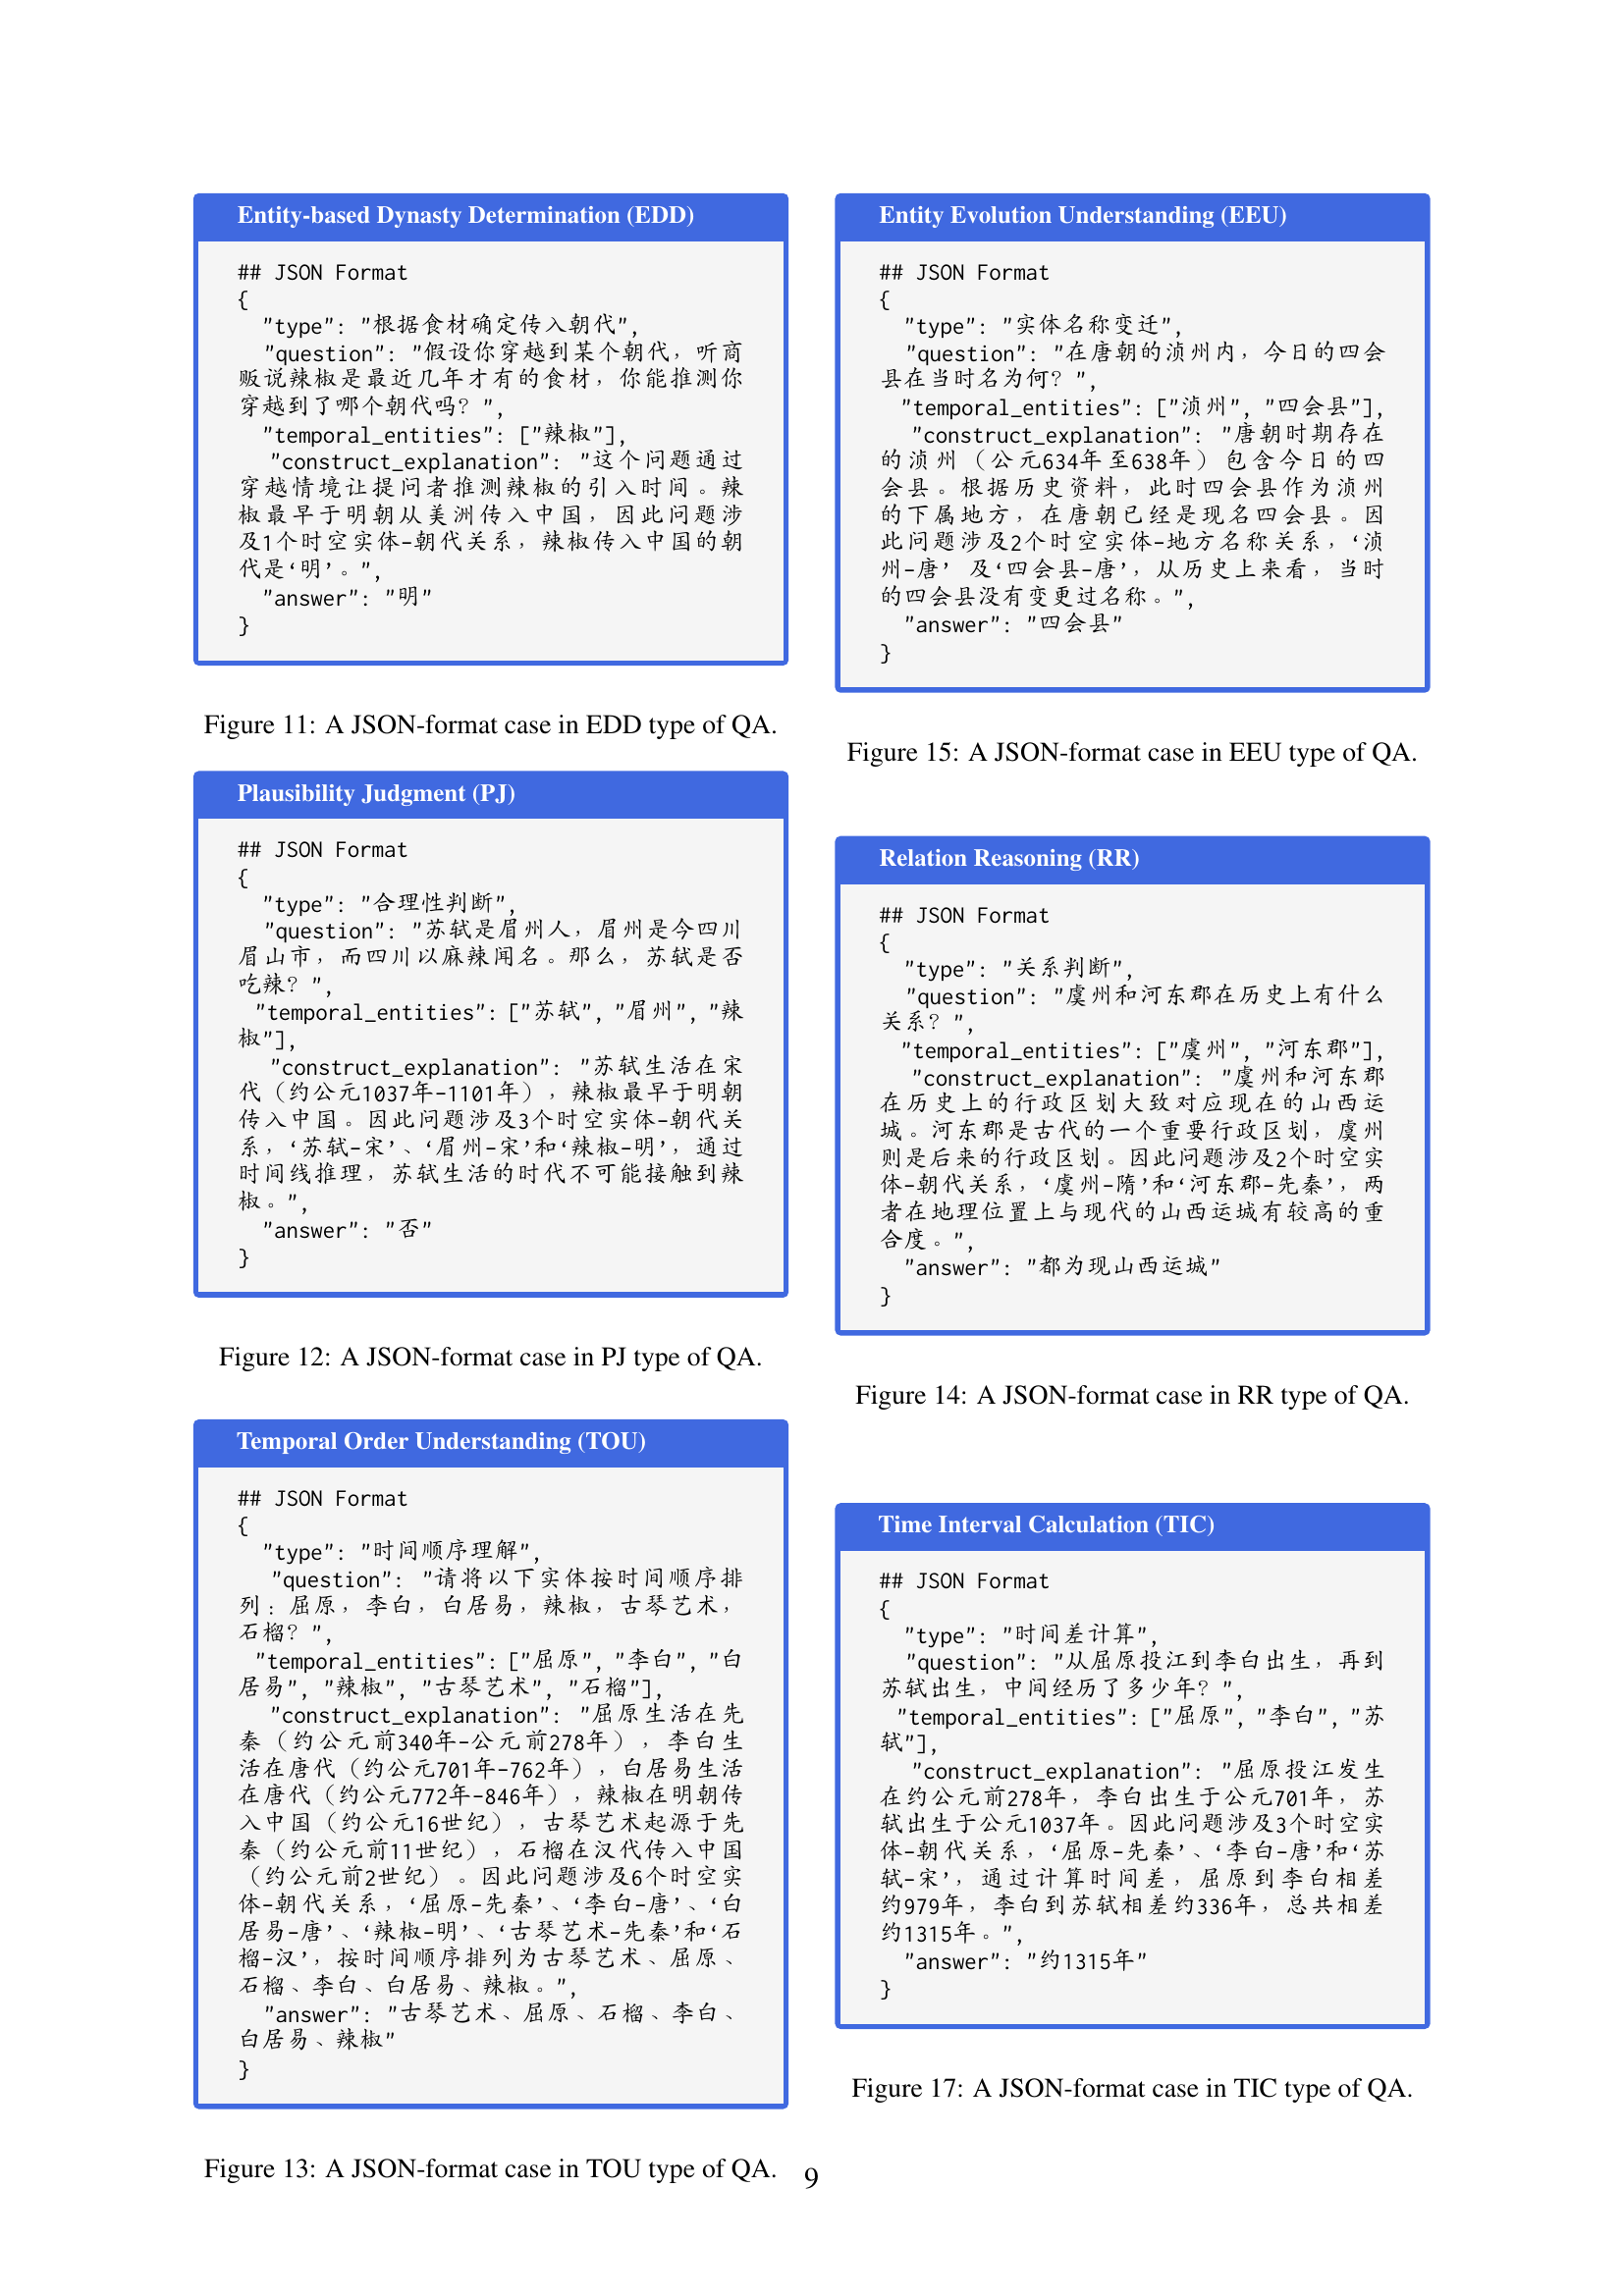 Entity-based Dynasty Determination (EDD)
## JSON Format
{
"type": "根据食材确定传入朝代",
"question": "假设你穿越到某个朝代，听商
贩说辣椒是最近几年才有的食材，你能推测你
穿越到了哪个朝代吗？",
"temporal_entities": ["辣椒"],
"construct_explanation": "这个问题通过
穿越情境让提问者推测辣椒的引入时间。辣
椒最早于明朝从美洲传入中国，因此问题涉
及1个时空实体-朝代关系，辣椒传入中国的朝
代是‘明’。",
"answer": "明"
}
Figure 11: A JSON-format case in EDD type of QA.
Plausibility Judgment (PJ)
## JSON Format
{
"type": "合理性判断",
"question": "苏轼是眉州人，眉州是今四川
眉山市，而四川以麻辣闻名。那么，苏轼是否
吃辣？",
"temporal_entities": ["苏轼", "眉州", "辣
椒"],
"construct_explanation": "苏轼生活在宋
代（约公元1037年-1101年），辣椒最早于明朝
传入中国。因此问题涉及3个时空实体-朝代关
系，‘苏轼-宋’、‘眉州-宋’和‘辣椒-明’，通过
时间线推理，苏轼生活的时代不可能接触到辣
椒。",
"answer": "否"
}
Figure 12: A JSON-format case in PJ type of QA.
Temporal Order Understanding (TOU)
## JSON Format
{
"type": "时间顺序理解",
"question": "请将以下实体按时间顺序排
列：屈原，李白，白居易，辣椒，古琴艺术，
石榴？",
"temporal_entities": ["屈原", "李白", "白
居易", "辣椒", "古琴艺术", "石榴"],
"construct_explanation": "屈原生活在先
秦（约公元前340年-公元前278年），李白生
活在唐代（约公元701年-762年），白居易生活
在唐代（约公元772年-846年），辣椒在明朝传
入中国（约公元16世纪），古琴艺术起源于先
秦（约公元前11世纪），石榴在汉代传入中国
（约公元前2世纪）。因此问题涉及6个时空实
体-朝代关系，‘屈原-先秦’、‘李白-唐’、‘白
居易-唐’、‘辣椒-明’、‘古琴艺术-先秦’和‘石
榴-汉’，按时间顺序排列为古琴艺术、屈原、
石榴、李白、白居易、辣椒。",
"answer": "古琴艺术、屈原、石榴、李白、
白居易、辣椒"
}
Figure 13: A JSON-format case in TOU type of QA.
Entity Evolution Understanding (EEU)
## JSON Format
{
"type": "实体名称变迁",
"question": "在唐朝的浈州内，今日的四会
县在当时名为何？",
"temporal_entities": ["浈州", "四会县"],
"construct_explanation": "唐朝时期存在
的浈州（公元634年至638年）包含今日的四
会县。根据历史资料，此时四会县作为浈州
的下属地方，在唐朝已经是现名四会县。因
此问题涉及2个时空实体-地方名称关系，‘浈
州-唐’ 及‘四会县-唐’，从历史上来看，当时
的四会县没有变更过名称。",
"answer": "四会县"
}
Figure 15: A JSON-format case in EEU type of QA.
Relation Reasoning (RR)
## JSON Format
{
"type": "关系判断",
"question": "虞州和河东郡在历史上有什么
关系？",
"temporal_entities": ["虞州", "河东郡"],
"construct_explanation": "虞州和河东郡
在历史上的行政区划大致对应现在的山西运
城。河东郡是古代的一个重要行政区划，虞州
则是后来的行政区划。因此问题涉及2个时空实
体-朝代关系，‘虞州-隋’和‘河东郡-先秦’，两
者在地理位置上与现代的山西运城有较高的重
合度。",
"answer": "都为现山西运城"
}
Figure 14: A JSON-format case in RR type of QA.
Time Interval Calculation (TIC)
## JSON Format
{
"type": "时间差计算",
"question": "从屈原投江到李白出生，再到
苏轼出生，中间经历了多少年？",
"temporal_entities": ["屈原", "李白", "苏
轼"],
"construct_explanation": "屈原投江发生
在约公元前278年，李白出生于公元701年，苏
轼出生于公元1037年。因此问题涉及3个时空实
体-朝代关系，‘屈原-先秦’、‘李白-唐’和‘苏
轼-宋’，通过计算时间差，屈原到李白相差
约979年，李白到苏轼相差约336年，总共相差
约1315年。",
"answer": "约1315年"
}
Figure 17: A JSON-format case in TIC type of QA.
9